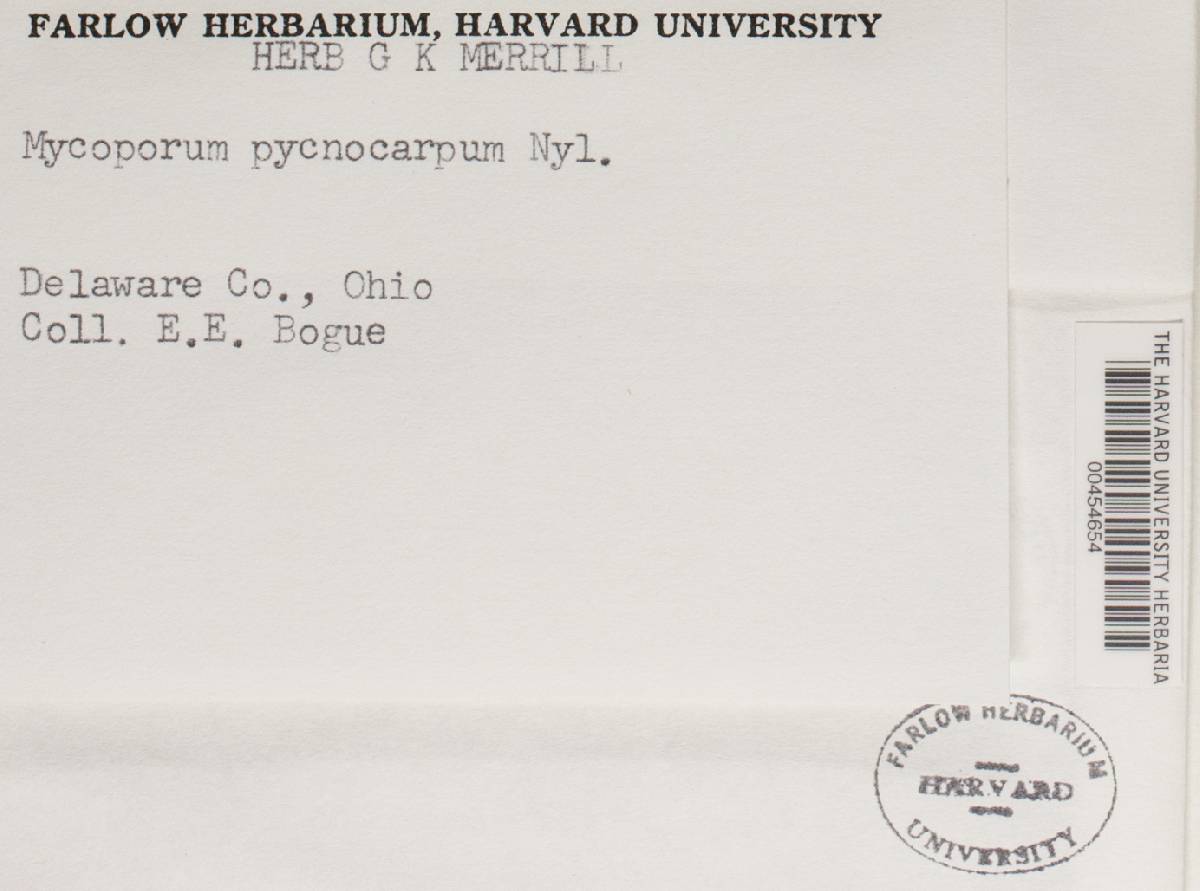 FARLOW HERBARIUM, HARVARD UNIVERSITY
HERB G K MERRILL
Mycoporum pycnocarpum Nyl.
Delaware Co., Ohio
Coll. E.E. Bogue
THE HARVARD UNIVERSITY HERBARIA
00454654
FARLOW HERBARIUM
HARVARD
UNIVERSITY